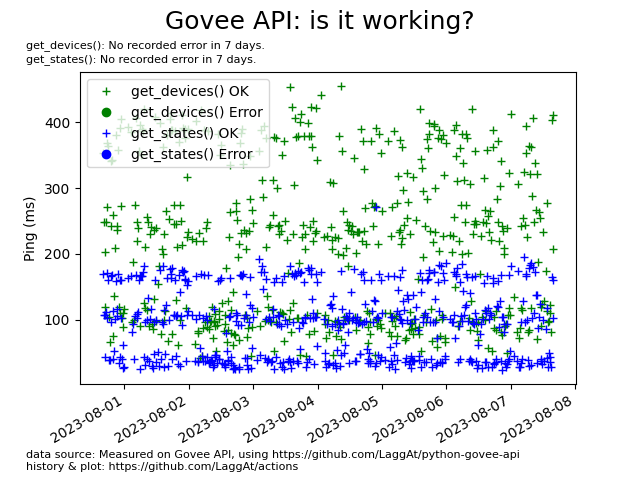 Govee API: is it working?
get_devices(): No recorded error in 7 days.
get_states(): No recorded error in 7 days.
get_devices() OK
get_devices() Error
get_states() OK
get_states() Error
Ping (ms)
400
300
200
100
2023-08-01
2023-08-02
2023-08-03
2023-08-04
2023-08-05
2023-08-06
2023-08-07
2023-08-08
data source: Measured on Govee API, using https://github.com/LaggAt/python-govee-api
history & plot: https://github.com/LaggAt/actions